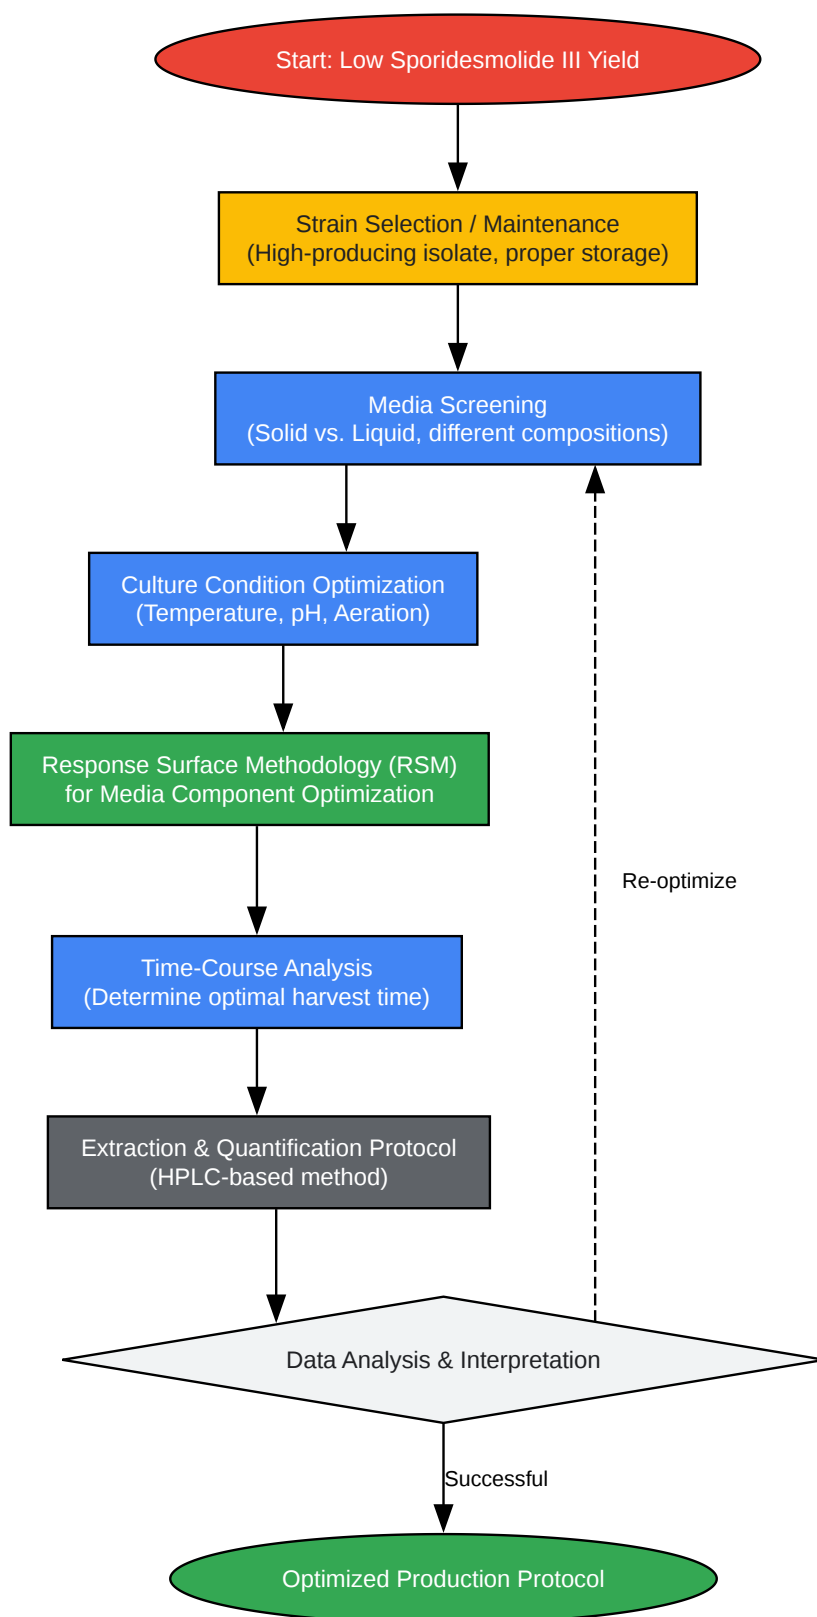 Start: Low Sporidesmolide III Yield
Strain Selection / Maintenance
(High-producing isolate, proper storage)
Media Screening
(Solid vs. Liquid, different compositions)
Culture Condition Optimization
(Temperature, pH, Aeration)
Response Surface Methodology (RSM)
for Media Component Optimization
Re-optimize
Time-Course Analysis
(Determine optimal harvest time)
Extraction & Quantification Protocol
(HPLC-based method)
Data Analysis & Interpretation
Successful
Optimized Production Protocol